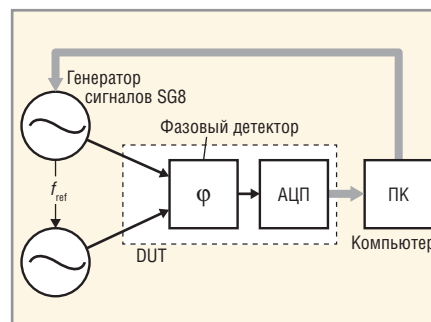 Генератор
сигналов SG8
Фазовый детектор
f ref
φ
АЦП
ПК
DUT
Компьютер